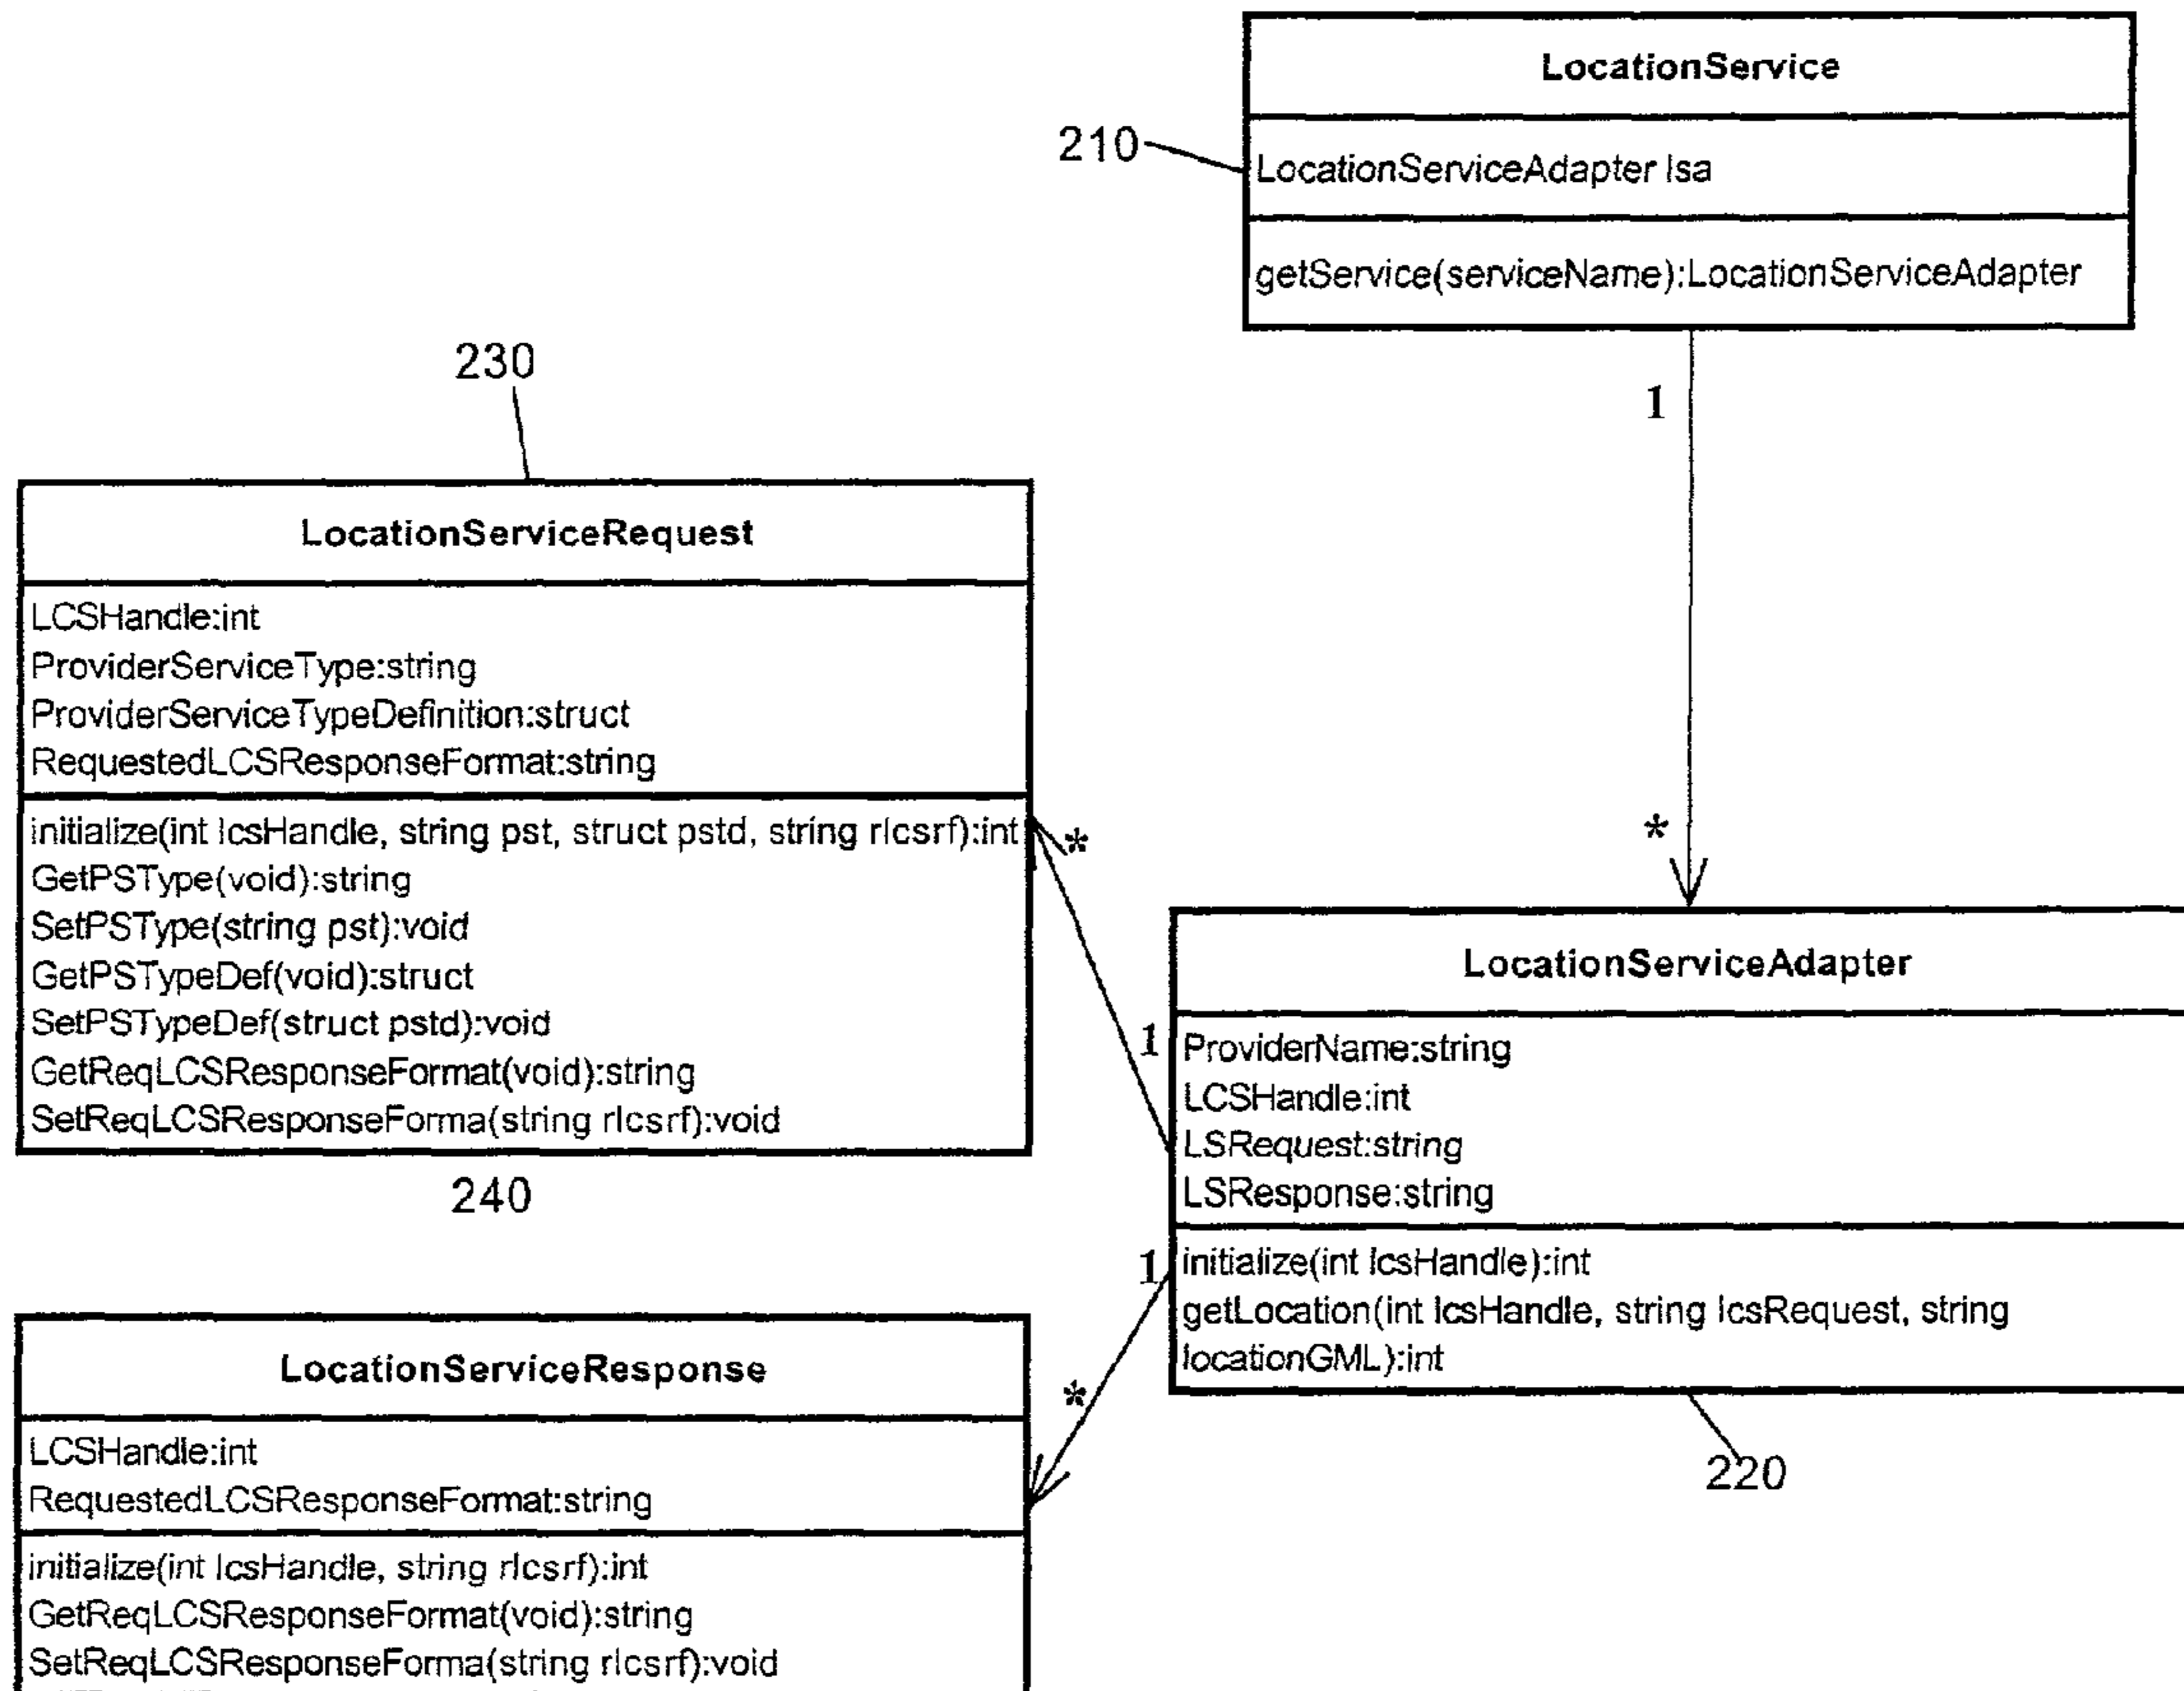 LocationService
210
LocationServiceAdapter lsa
getService(serviceName):LocationServiceAdapter
1
*
230
LocationServiceRequest
LCSHandle:int
ProviderServiceType:string
ProviderServiceTypeDefinition:struct
RequestedLCSResponseFormat:string
initialize(int lcsHandle, string pst, struct pstd, string rlcsrf):int
GetPSType(void):string
SetPSType(string pst):void
GetPSTypeDef(void):struct
SetPSTypeDef(struct pstd):void
GetReqLCSResponseFormat(void):string
SetReqLCSResponseForma(string rlcsrf):void
*
1
LocationServiceAdapter
ProviderName:string
LCSHandle:int
LSRequest:string
LSResponse:string
initialize(int lcsHandle):int
getLocation(int lcsHandle, string lcsRequest, string
locationGML):int
220
1
*
240
LocationServiceResponse
LCSHandle:int
RequestedLCSResponseFormat:string
initialize(int lcsHandle, string rlcsrf):int
GetReqLCSResponseFormat(void):string
SetReqLCSResponseForma(string rlcsrf):void